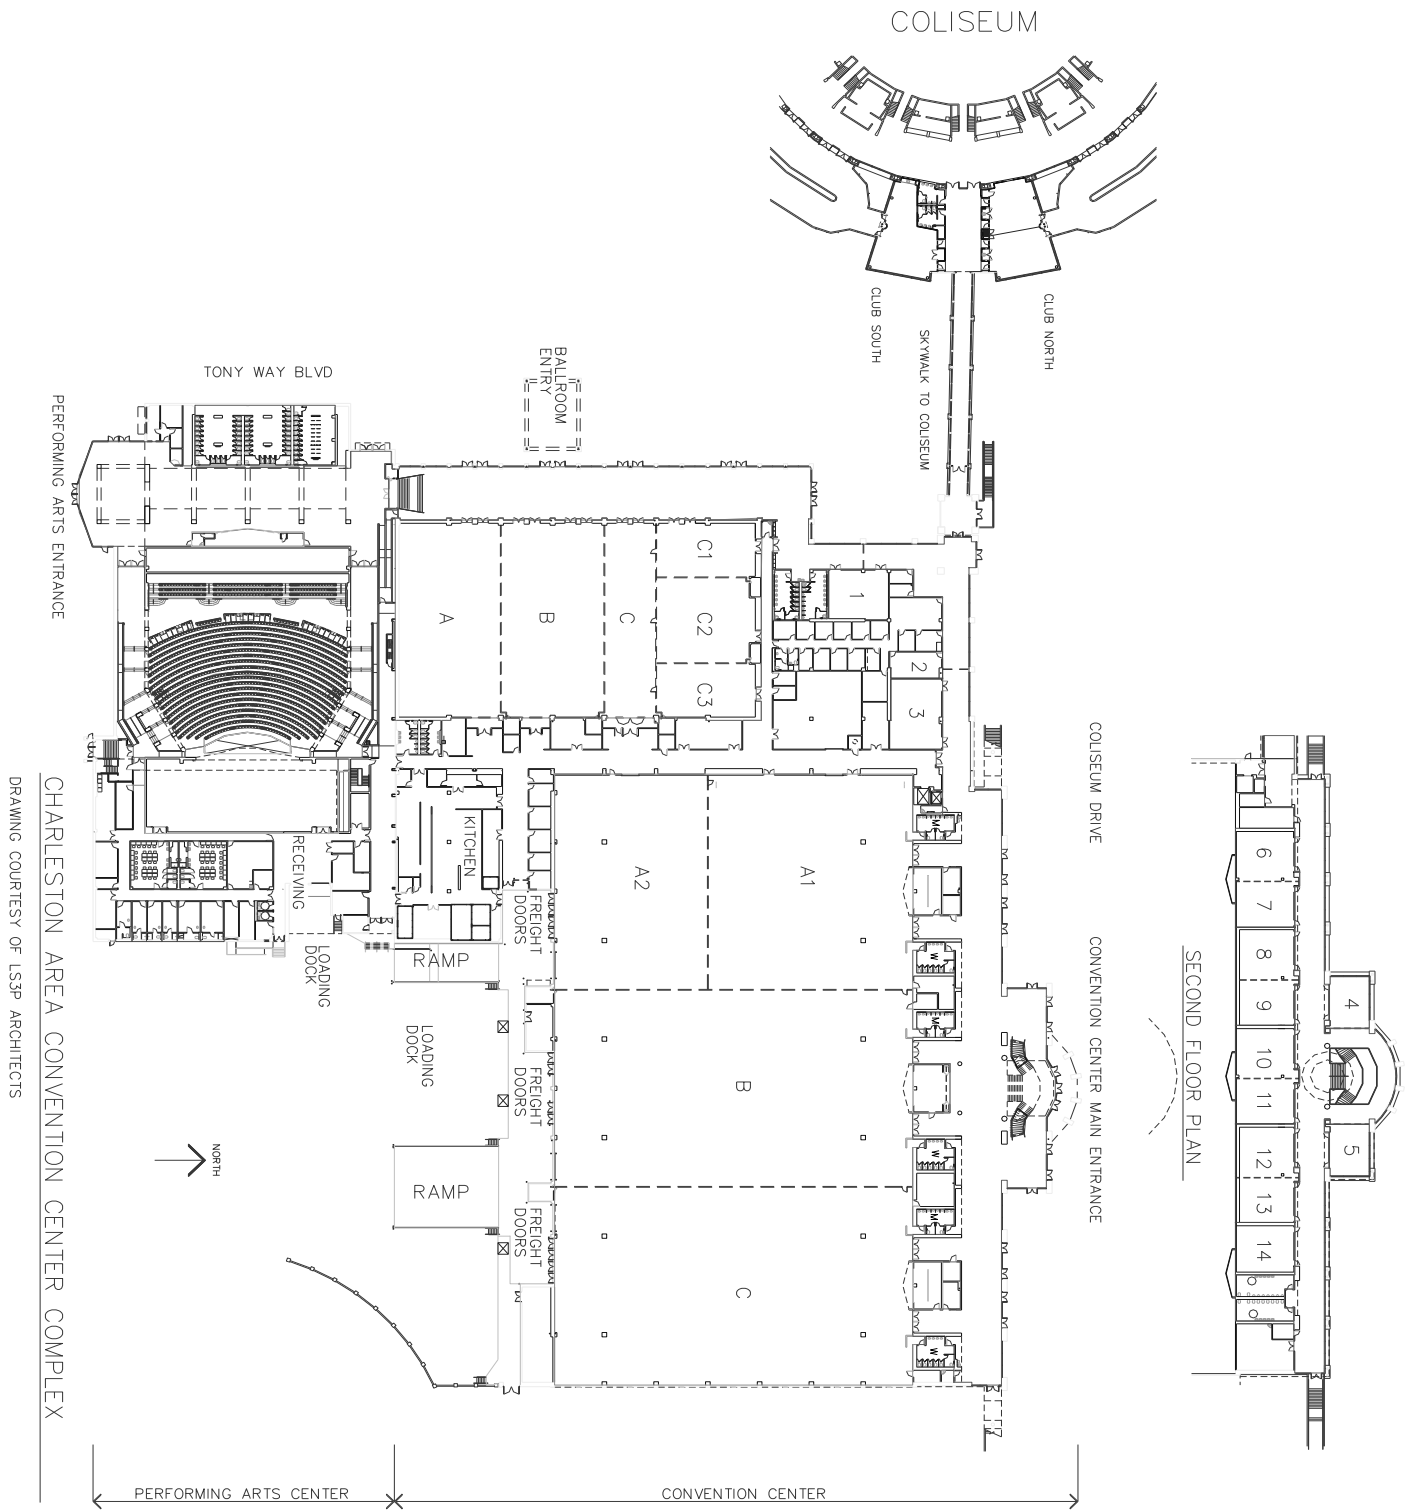 COLISEUM
CLUB SOUTH
SKYWALK TO COLISEUM
CLUB NORTH
TONY WAY BLVD
BALLROOM
ENTRY
PERFORMING ARTS ENTRANCE
A
B
C
C1
C2
C3
1
2
3
?
COLISEUM DRIVE
CONVENTION CENTER MAIN ENTRANCE
KITCHEN
RECEIVING
LOADING
DOCK
RAMP
FREIGHT
DOORS
LOADING
DOCK
FREIGHT
DOORS
RAMP
FREIGHT
DOORS
NORTH
A2
A1
B
C
M
W
M
W
M
W
SECOND FLOOR PLAN
4
5
6
7
8
9
10
11
12
13
14
CHARLESTON AREA CONVENTION CENTER COMPLEX
DRAWING COURTESY OF LS3P ARCHITECTS
PERFORMING ARTS CENTER
CONVENTION CENTER